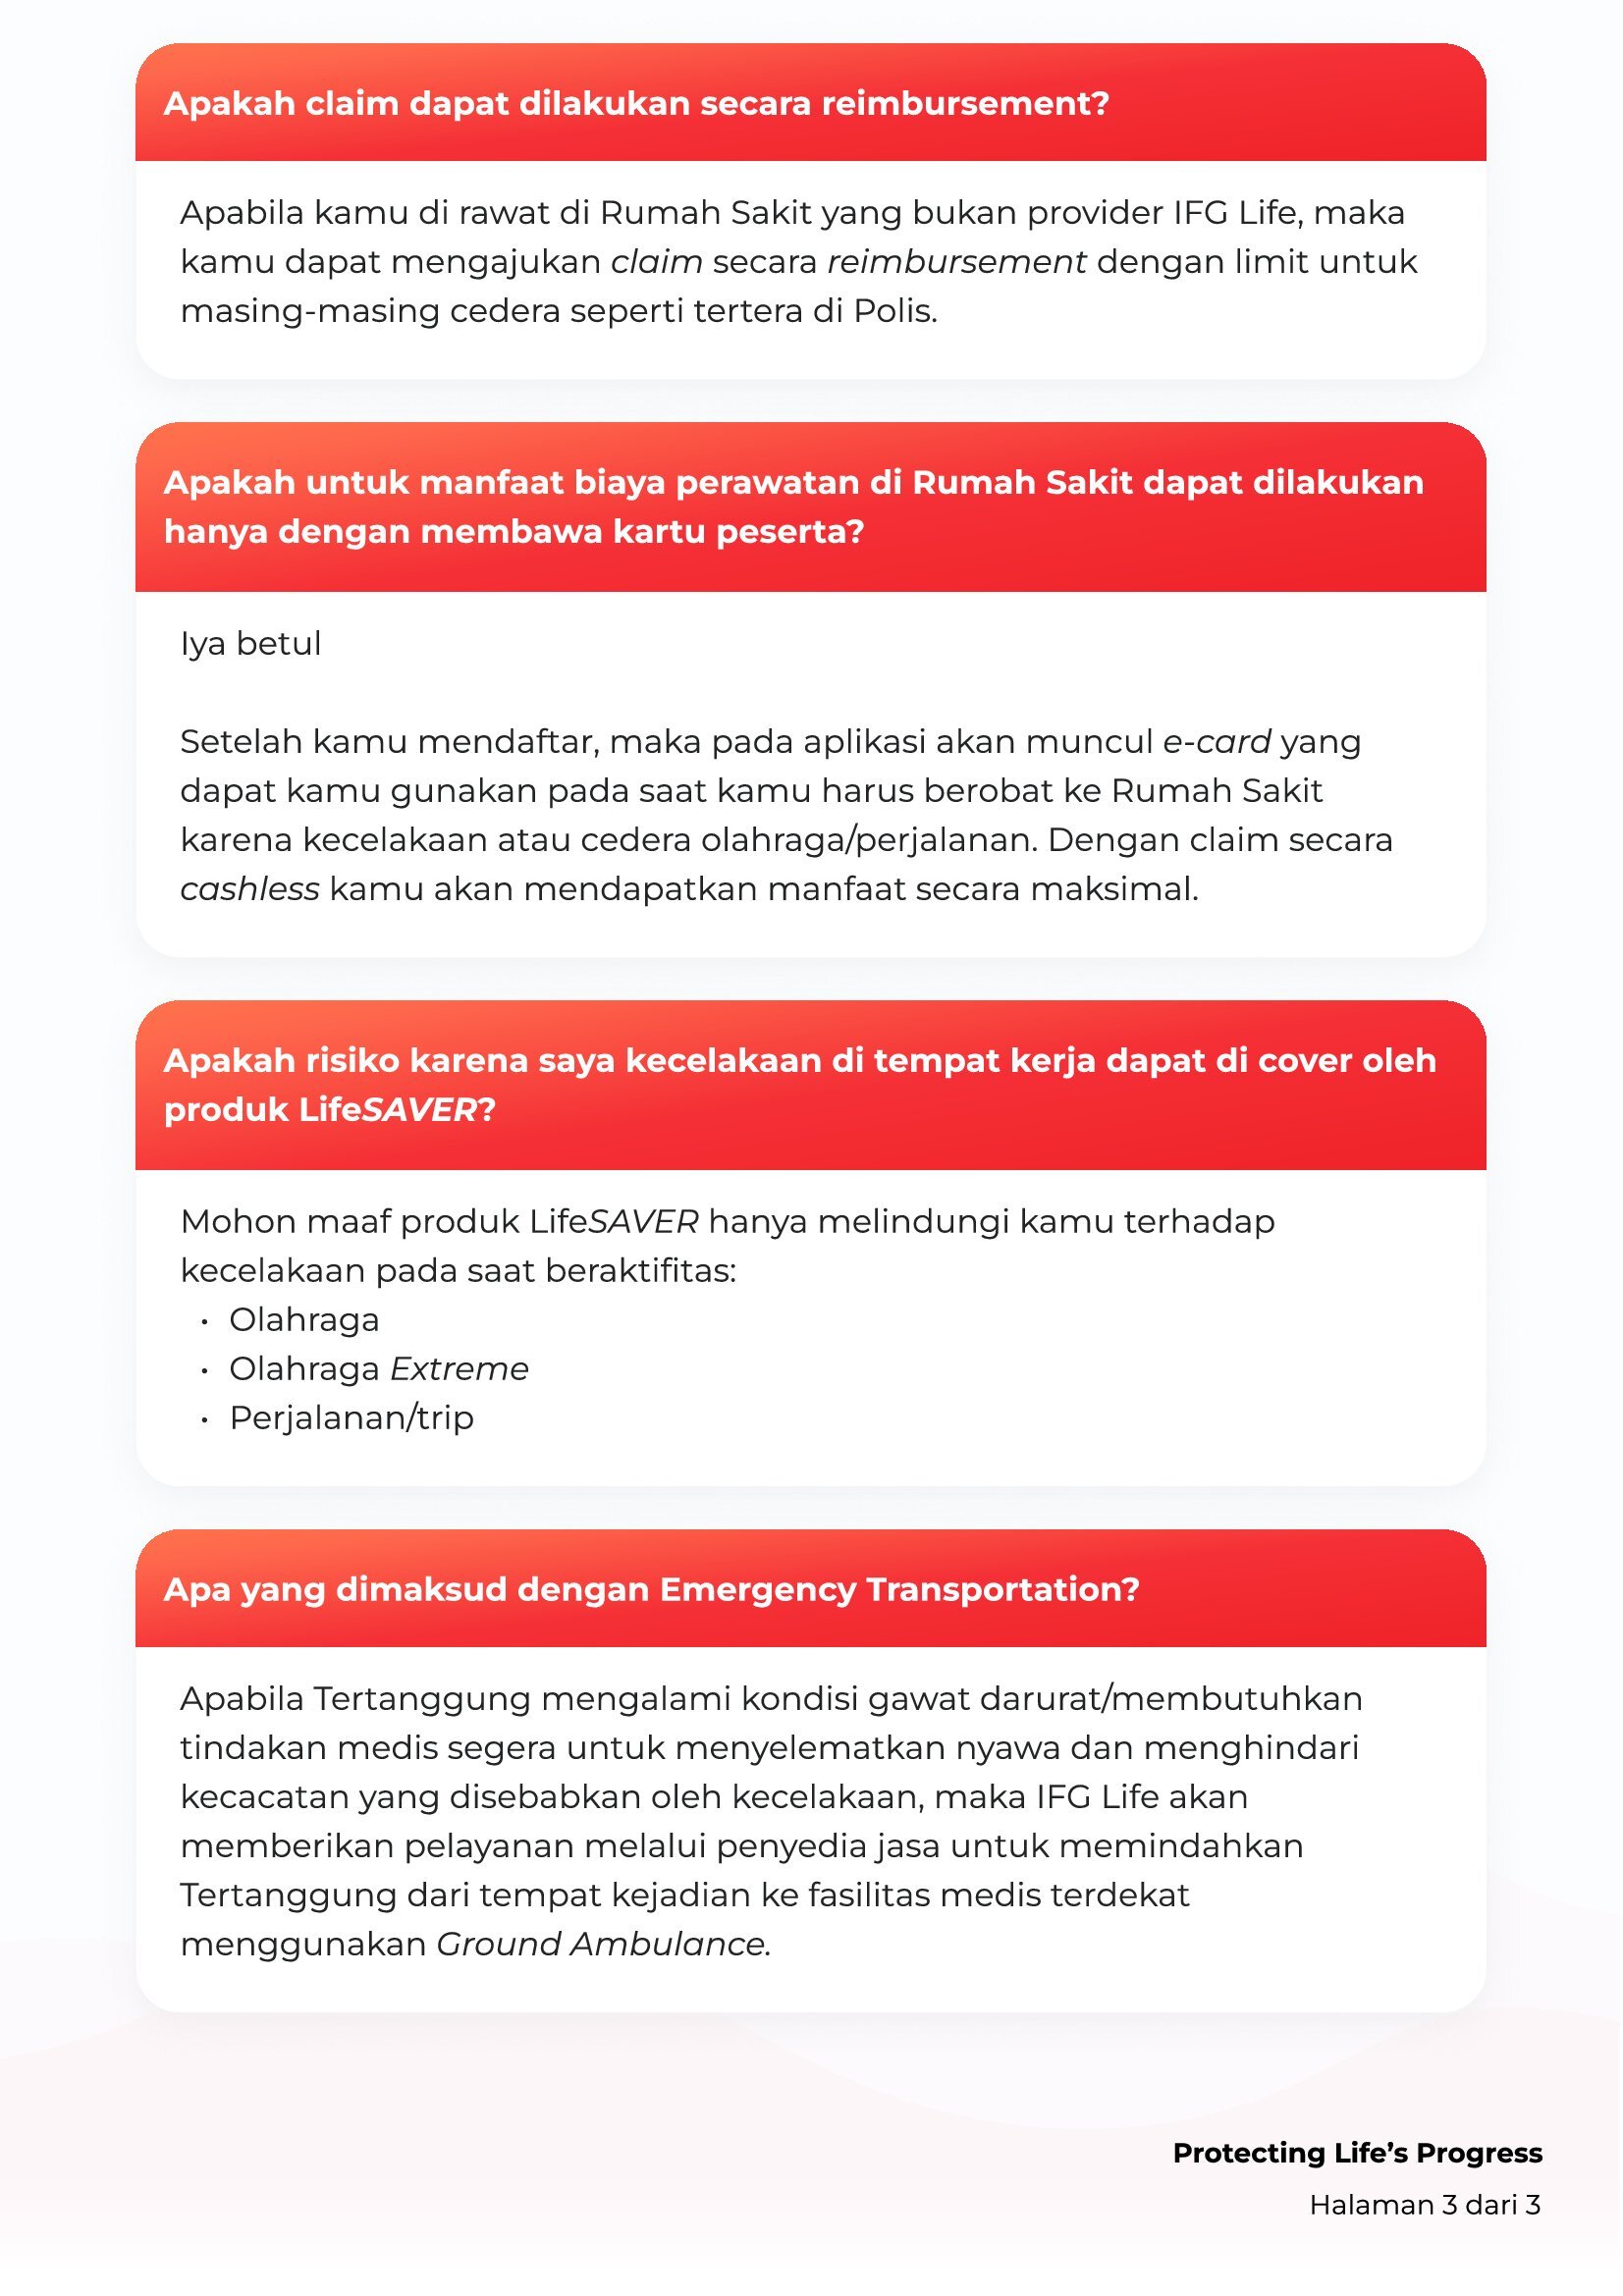 Apakah claim dapat dilakukan secara reimbursement?
Apabila kamu di rawat di Rumah Sakit yang bukan provider IFG Life, maka
kamu dapat mengajukan claim secara reimbursement dengan limit untuk
masing-masing cedera seperti tertera di Polis.
Apakah untuk manfaat biaya perawatan di Rumah Sakit dapat dilakukan
hanya dengan membawa kartu peserta?
Iya betul
Setelah kamu mendaftar, maka pada aplikasi akan muncul e-card yang
dapat kamu gunakan pada saat kamu harus berobat ke Rumah Sakit
karena kecelakaan atau cedera olahraga/perjalanan. Dengan claim secara
cashless kamu akan mendapatkan manfaat secara maksimal.
Apakah risiko karena saya kecelakaan di tempat kerja dapat di cover oleh
produk LifeSAVER?
Mohon maaf produk LifeSAVER hanya melindungi kamu terhadap
kecelakaan pada saat beraktifitas:
• Olahraga
• Olahraga Extreme
• Perjalanan/trip
Apa yang dimaksud dengan Emergency Transportation?
Apabila Tertanggung mengalami kondisi gawat darurat/membutuhkan
tindakan medis segera untuk menyelematkan nyawa dan menghindari
kecacatan yang disebabkan oleh kecelakaan, maka IFG Life akan
memberikan pelayanan melalui penyedia jasa untuk memindahkan
Tertanggung dari tempat kejadian ke fasilitas medis terdekat
menggunakan Ground Ambulance.
Protecting Life’s Progress
Halaman 3 dari 3